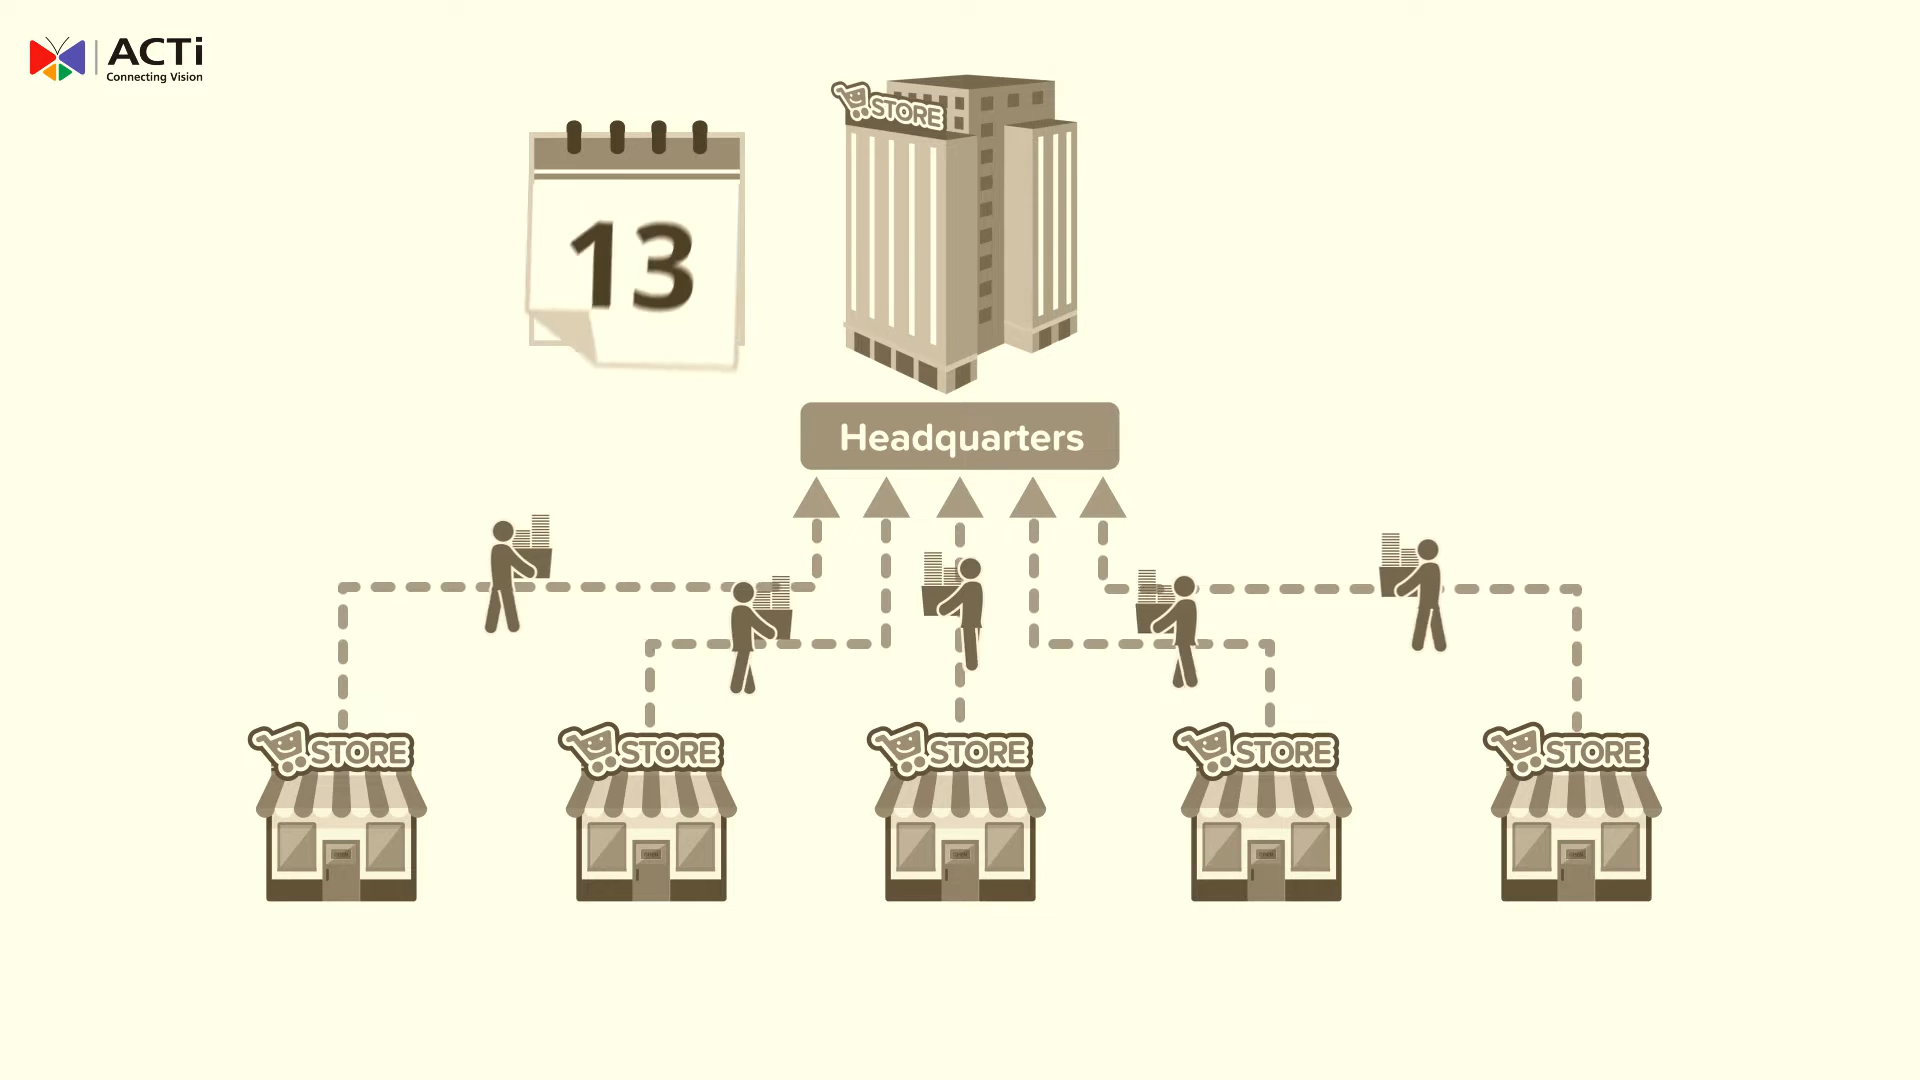 ACTi
Connecting Vision
STORE
13
Headquarters
STORE
STORE
STORE
STORE
STORE